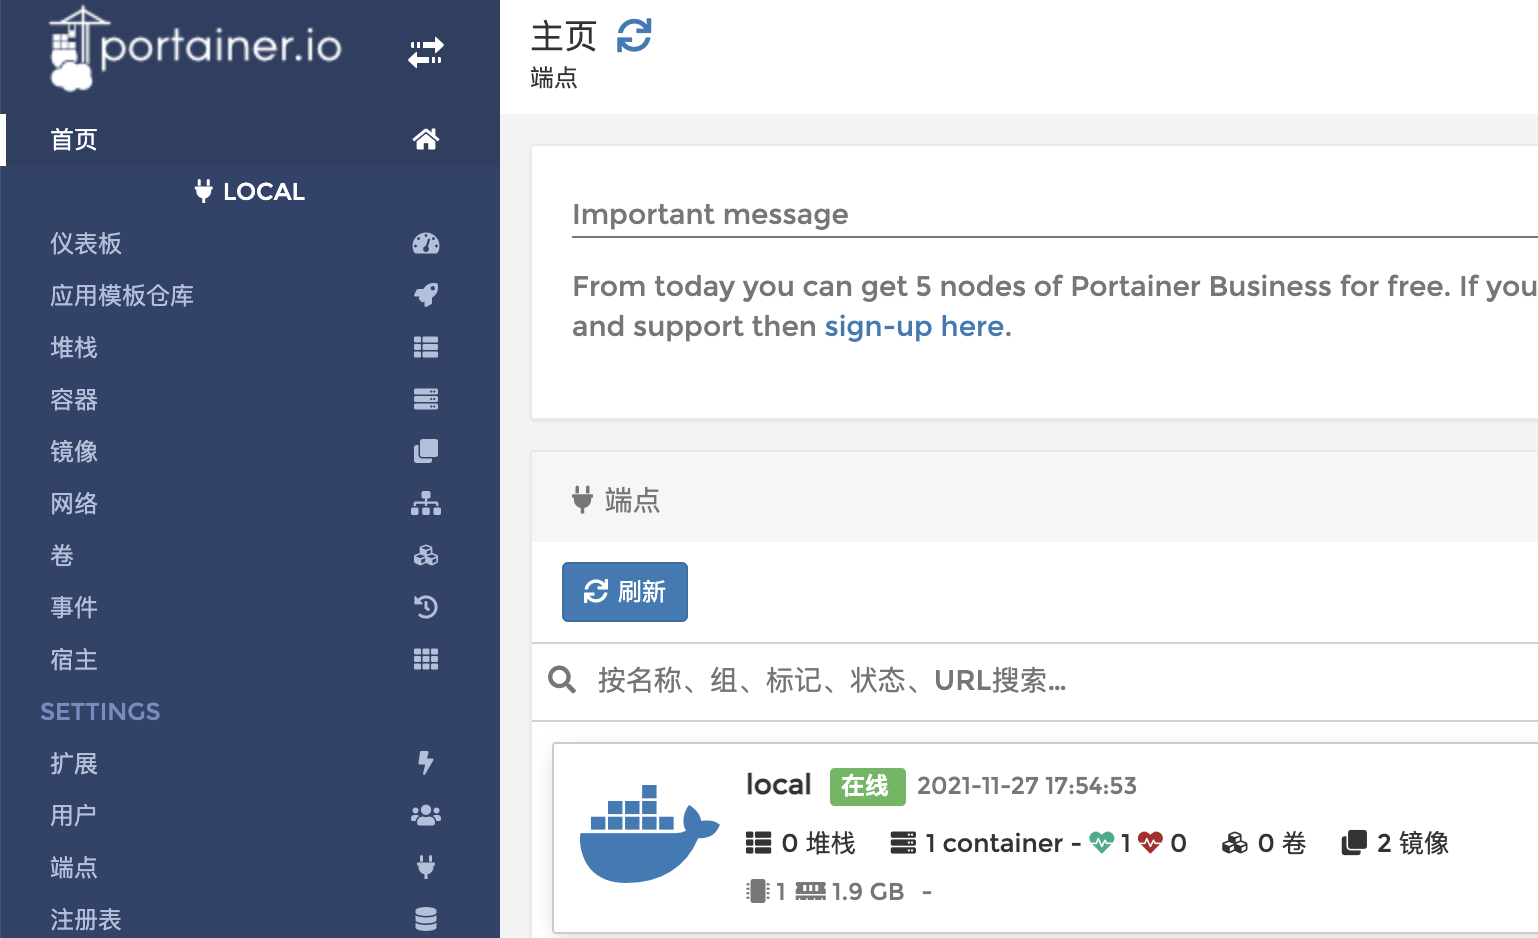 portainer.io
首页
LOCAL
仪表板
应用模板仓库
堆栈
容器
镜像
网络
卷
事件
宿主
SETTINGS
扩展
用户
端点
注册表
主页
端点
Important message
From today you can get 5 nodes of Portainer Business for free. If you
and support then sign-up here.
端点
刷新
按名称、组、标记、状态、URL搜索...
local 在线 2021-11-27 17:54:53
0 堆栈 1 container - 1 0 0 卷 2 镜像
1 1.9 GB -